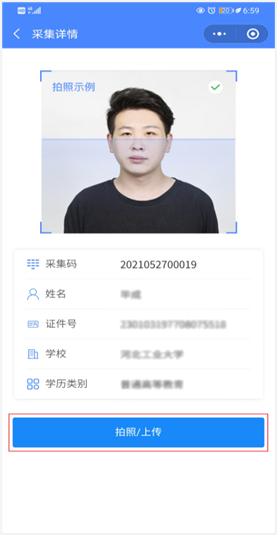 6:59
采集详情
拍照示例
采集码 2021052700019
姓名
证件号
学校
学历类别
拍照/上传